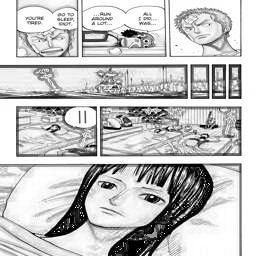 ALL
I DID...
WAS...
...RUN
AROUND
A LOT...
GO TO
SLEEP,
IDIOT.
YOU'RE
TIRED.
!!